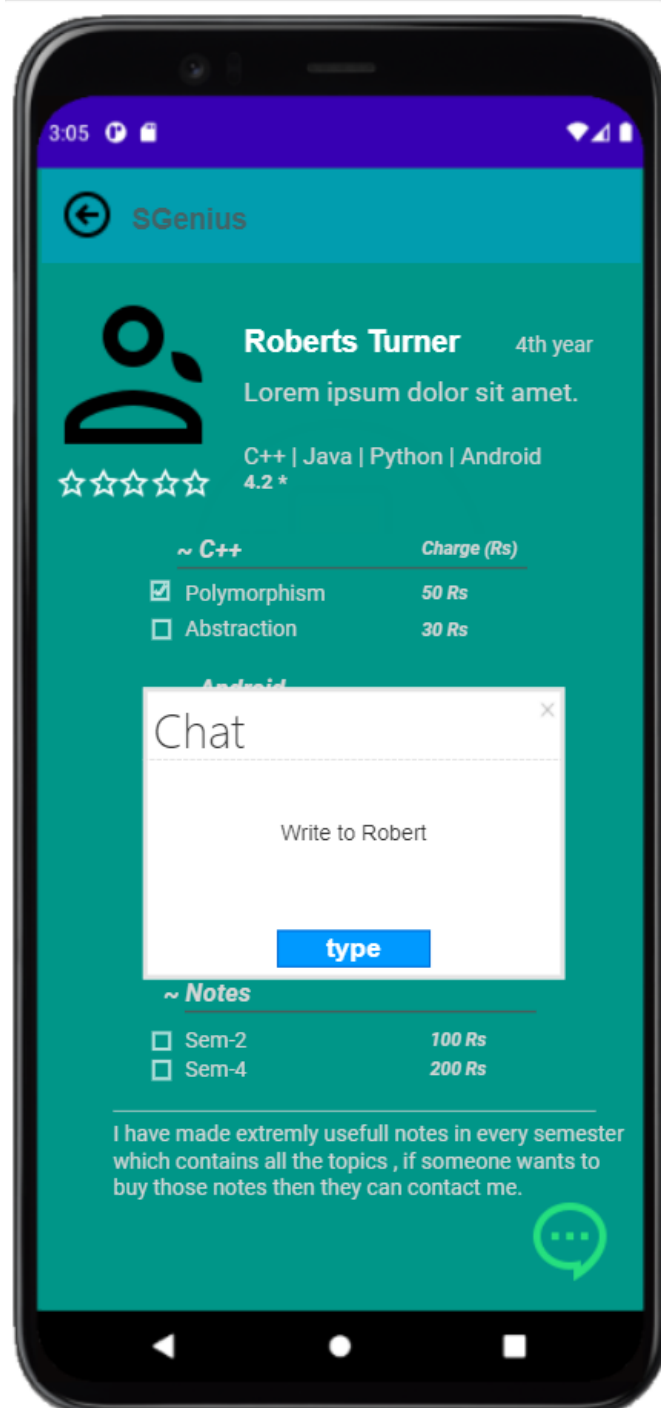 3:05
SGenius
Roberts Turner 4th year
Lorem ipsum dolor sit amet.
C++ | Java | Python | Android
4.2 *
~ C++ Charge (Rs)
Polymorphism 50 Rs
Abstraction 30 Rs
Android
Chat ×
Write to Robert
type
~ Notes
Sem-2 100 Rs
Sem-4 200 Rs
I have made extremly usefull notes in every semester
which contains all the topics , if someone wants to
buy those notes then they can contact me.